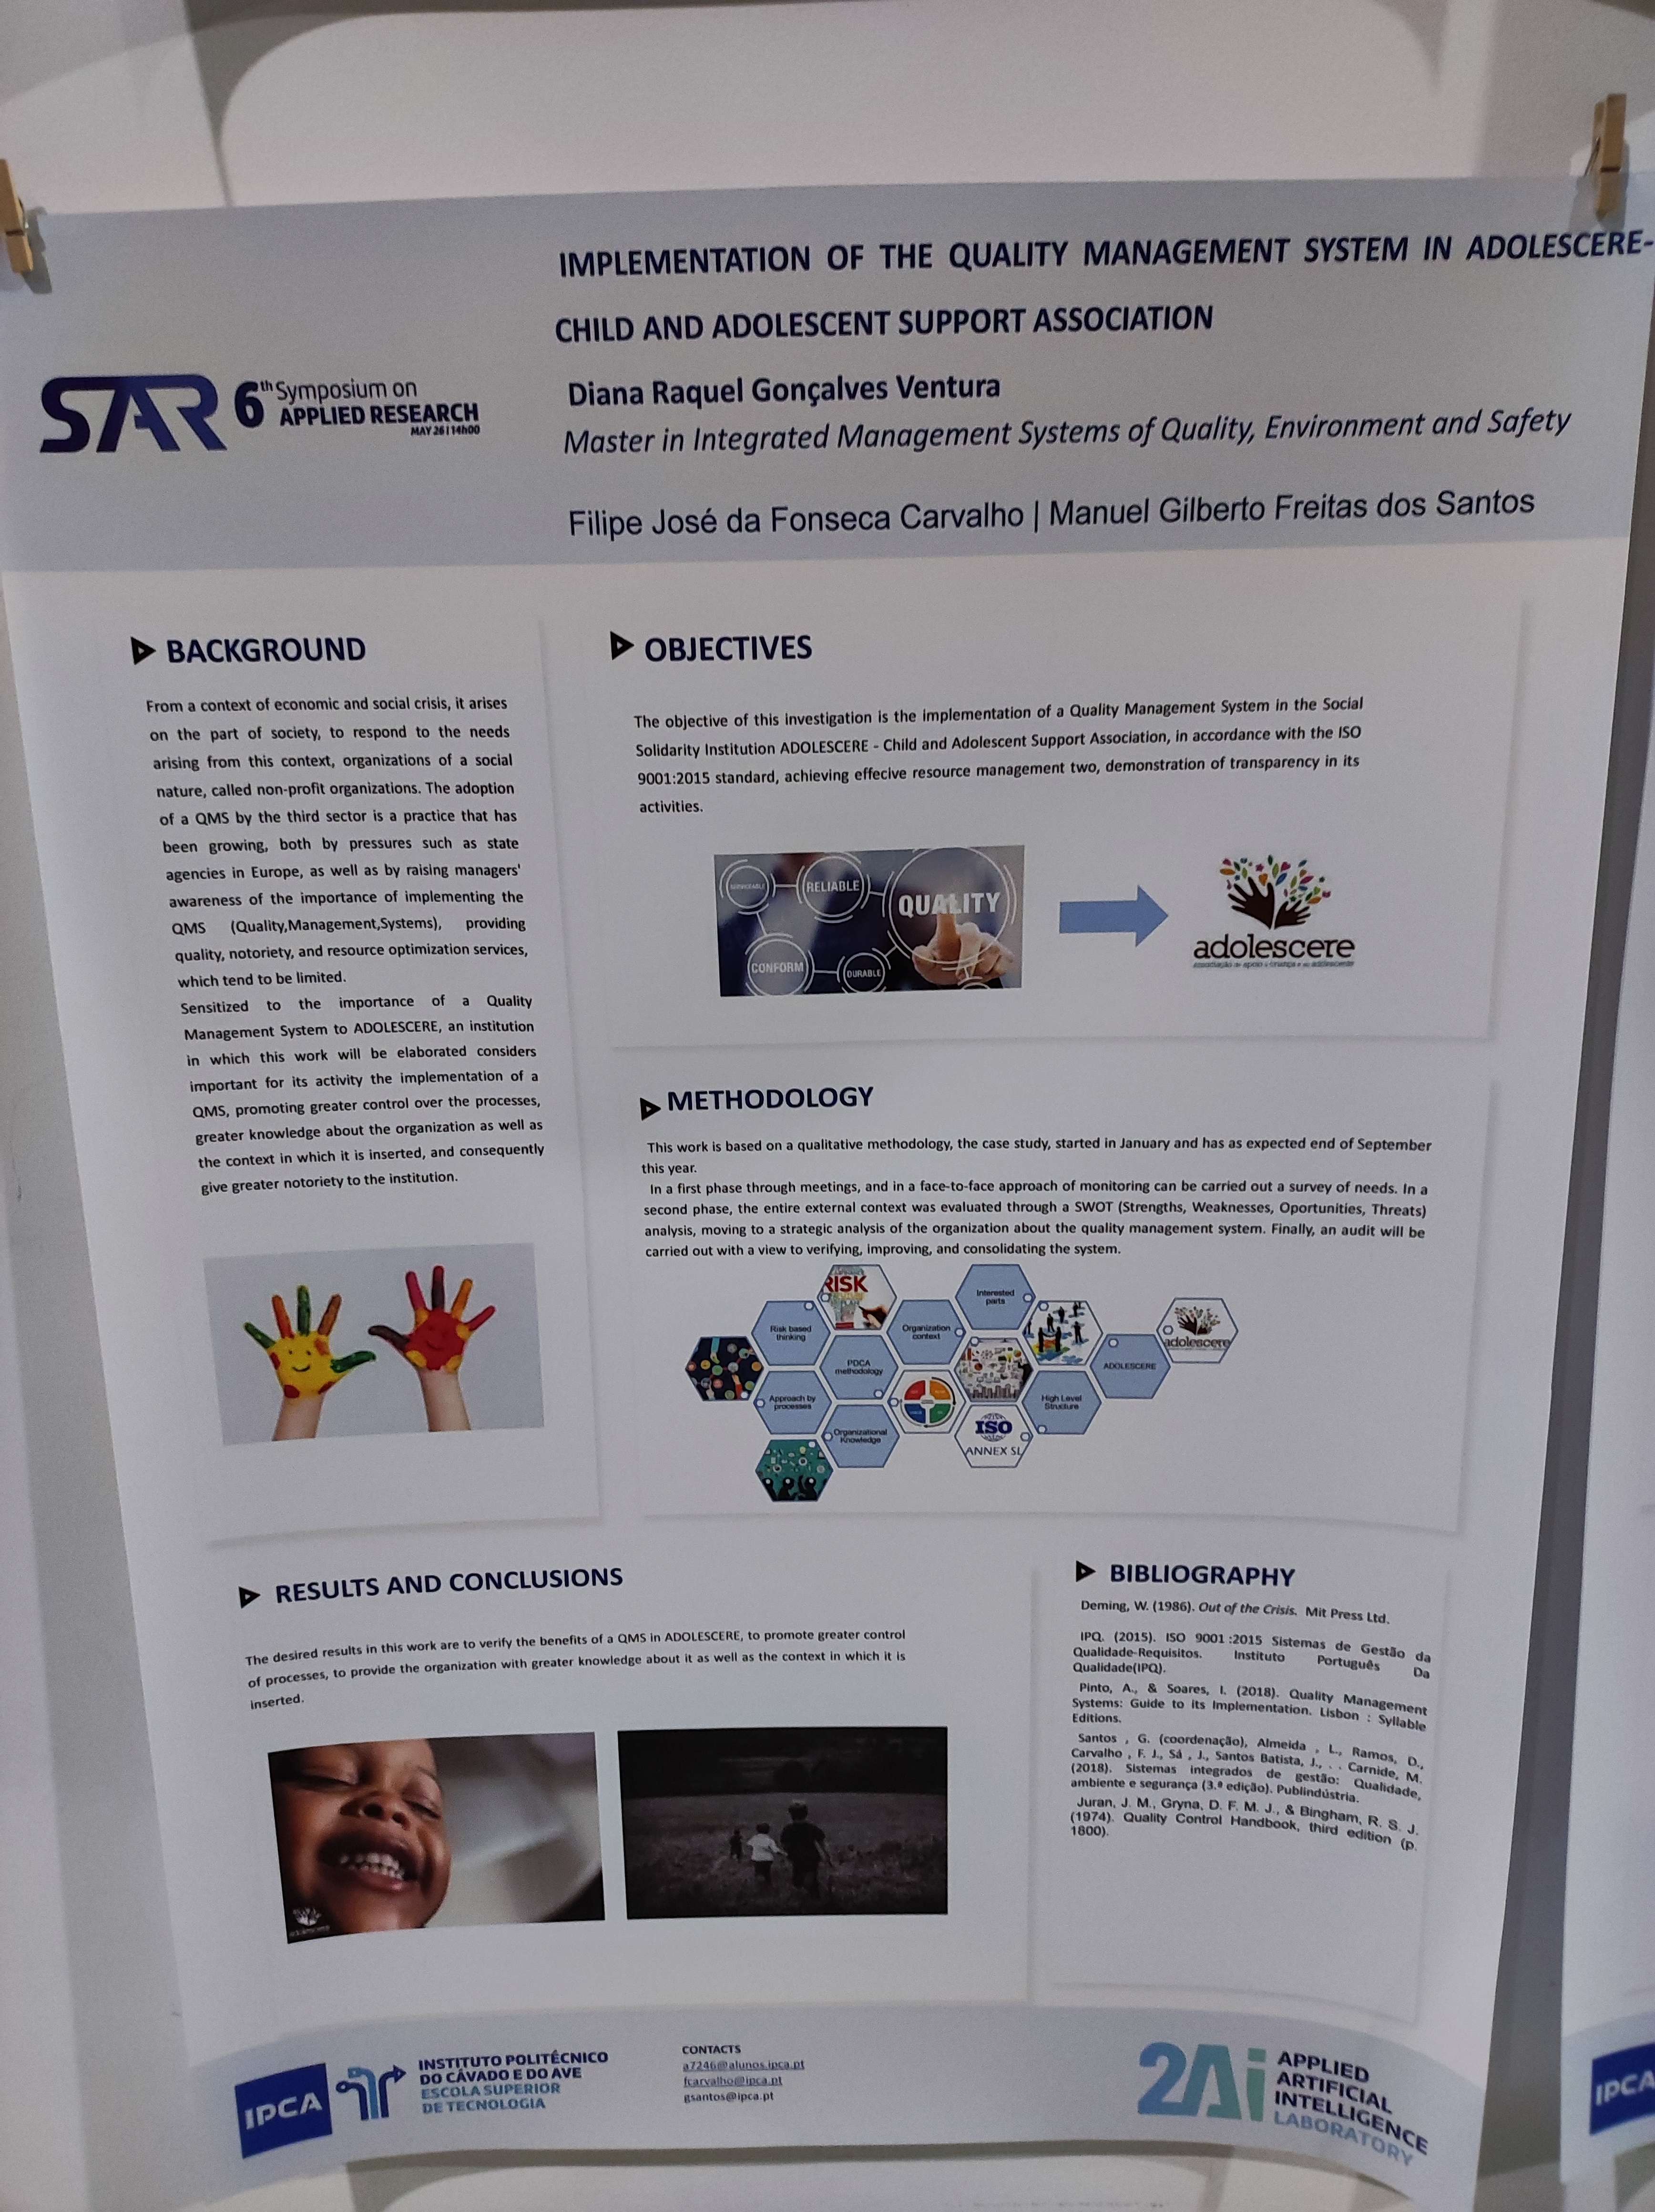 IMPLEMENTATION OF THE QUALITY MANAGEMENT SYSTEM IN ADOLESCERE-
CHILD AND ADOLESCENT SUPPORT ASSOCIATION
Diana Raquel Gonçalves Ventura
Master in Integrated Management Systems of Quality, Environment and Safety
Filipe José da Fonseca Carvalho | Manuel Gilberto Freitas dos Santos
SAR 6th Symposium on
APPLIED RESEARCH
MAY 26 | 14h00
BACKGROUND
From a context of economic and social crisis, it arises
on the part of society, to respond to the needs
arising from this context, organizations of a social
nature, called non-profit organizations. The adoption
of a QMS by the third sector is a practice that has
been growing, both by pressures such as state
agencies in Europe, as well as by raising managers'
awareness of the importance of implementing the
QMS (Quality,Management,Systems), providing
quality, notoriety, and resource optimization services,
which tend to be limited.
Sensitized to the importance of a Quality
Management System to ADOLESCERE, an institution
in which this work will be elaborated considers
important for its activity the implementation of a
QMS, promoting greater control over the processes,
greater knowledge about the organization as well as
the context in which it is inserted, and consequently
give greater notoriety to the institution.
OBJECTIVES
The objective of this investigation is the implementation of a Quality Management System in the Social
Solidarity Institution ADOLESCERE - Child and Adolescent Support Association, in accordance with the ISO
9001:2015 standard, achieving effecive resource management two, demonstration of transparency in its
activities.
RELIABLE
QUALITY
CONFORM
DURABLE
adolescere
associação de apoio à criança e ao adolescente
METHODOLOGY
This work is based on a qualitative methodology, the case study, started in January and has as expected end of September
this year.
In a first phase through meetings, and in a face-to-face approach of monitoring can be carried out a survey of needs. In a
second phase, the entire external context was evaluated through a SWOT (Strengths, Weaknesses, Oportunities, Threats)
analysis, moving to a strategic analysis of the organization about the quality management system. Finally, an audit will be
carried out with a view to verifying, improving, and consolidating the system.
RISK
Interested
parts
Risk based
thinking
Organization
context
adolescere
PDCA
methodology
ADOLESCERE
Approach by
processes
High Level
Structure
Organizational
Knowledge
ISO
ANNEX SL
RESULTS AND CONCLUSIONS
The desired results in this work are to verify the benefits of a QMS in ADOLESCERE, to promote greater control
of processes, to provide the organization with greater knowledge about it as well as the context in which it is
inserted.
BIBLIOGRAPHY
Deming, W. (1986). Out of the Crisis. Mit Press Ltd.
IPQ. (2015). ISO 9001 :2015 Sistemas de Gestão da
Qualidade-Requisitos. Instituto Português Da
Qualidade(IPQ).
Pinto, A., & Soares, I. (2018). Quality Management
Systems: Guide to its Implementation. Lisbon : Syllable
Editions.
Santos , G. (coordenação), Almeida , L., Ramos, D.,
Carvalho , F. J., Sá , J., Santos Batista, J., . . Carnide, M.
(2018). Sistemas integrados de gestão: Qualidade,
ambiente e segurança (3.ª edição). Publindústria.
Juran, J. M., Gryna, D. F. M. J., & Bingham, R. S. J.
(1974). Quality Control Handbook, third edition (p.
1800).
IPCA
INSTITUTO POLITÉCNICO
DO CÁVADO E DO AVE
ESCOLA SUPERIOR
DE TECNOLOGIA
CONTACTS
a7246@alunos.ipca.pt
fcarvalho@ipca.pt
gsantos@ipca.pt
2Ai
APPLIED
ARTIFICIAL
INTELLIGENCE
LABORATORY
IPCA